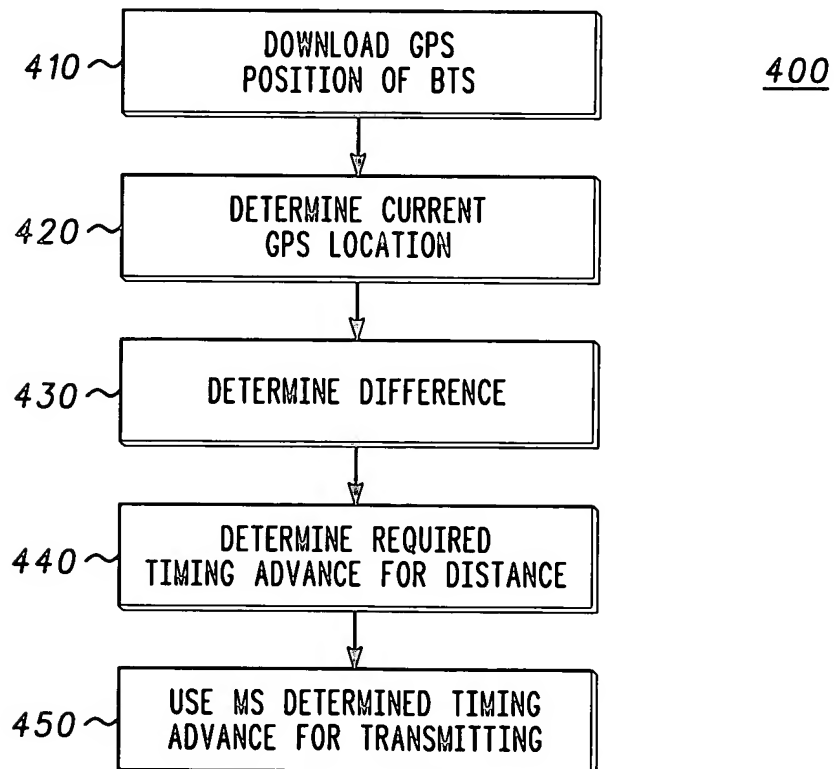 410
DOWNLOAD GPS
POSITION OF BTS
400
420
DETERMINE CURRENT
GPS LOCATION
430
DETERMINE DIFFERENCE
440
DETERMINE REQUIRED
TIMING ADVANCE FOR DISTANCE
450
USE MS DETERMINED TIMING
ADVANCE FOR TRANSMITTING